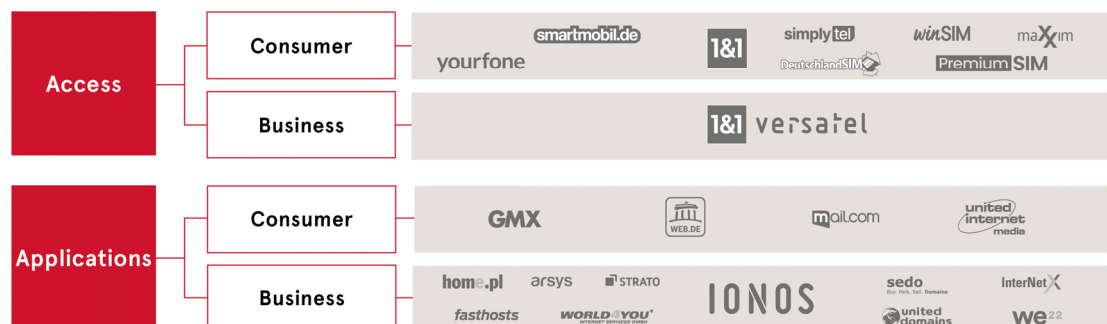 Access
Consumer
smartmobil.de
yourfone
1&1
simplytel
DeutschlandSIM
winSIM
maXXim
PremiumSIM
Business
1&1 versatel
Applications
Consumer
GMX
WEB.DE
mail.com
united
internet
media
Business
home.pl
arsys
STRATO
fasthosts
WORLD4YOU
INTERNET SERVICES GMBH
IONOS
sedo
Buy. Park. Sell. Domains
InterNetX
united
domains
we22